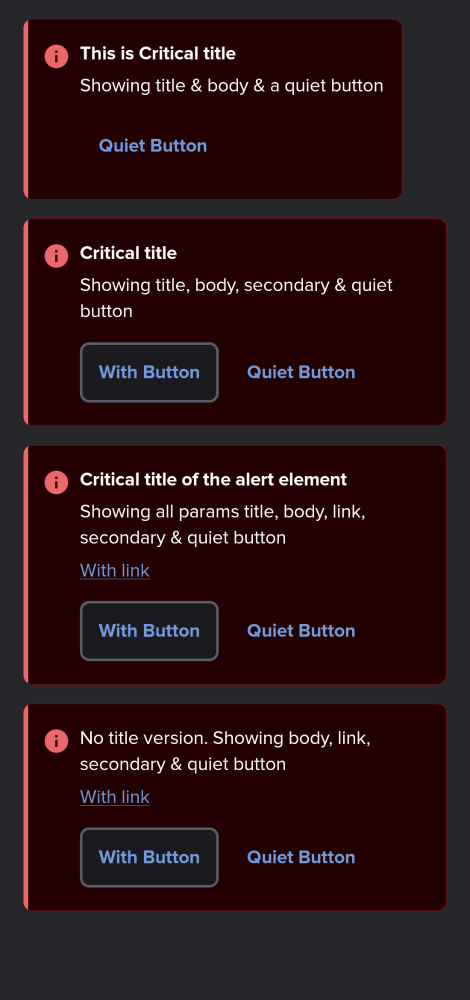 This is Critical title
Showing title & body & a quiet button
Quiet Button
Critical title
Showing title, body, secondary & quiet
button
With Button Quiet Button
Critical title of the alert element
Showing all params title, body, link,
secondary & quiet button
With link
With Button Quiet Button
No title version. Showing body, link,
secondary & quiet button
With link
With Button Quiet Button